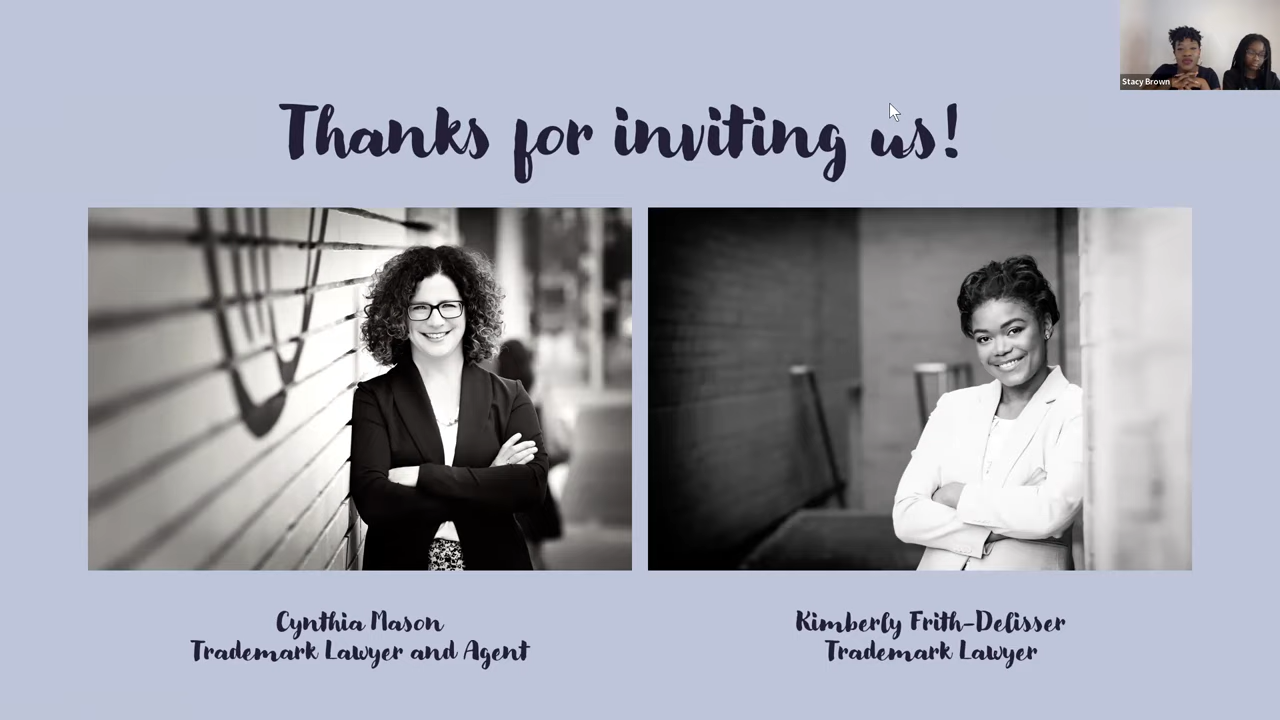 Stacy Brown
Thanks for inviting us!
Cynthia Mason
Trademark Lawyer and Agent
Kimberly Frith-Delisser
Trademark Lawyer